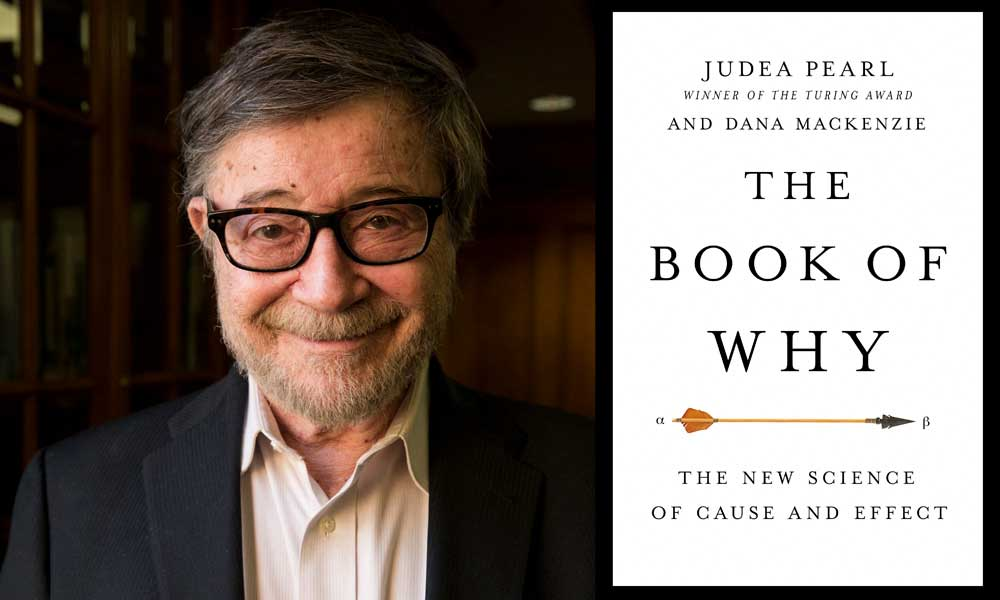 JUDEA PEARL
WINNER OF THE TURING AWARD
AND DANA MACKENZIE
THE
BOOK OF
WHY
α β
THE NEW SCIENCE
OF CAUSE AND EFFECT